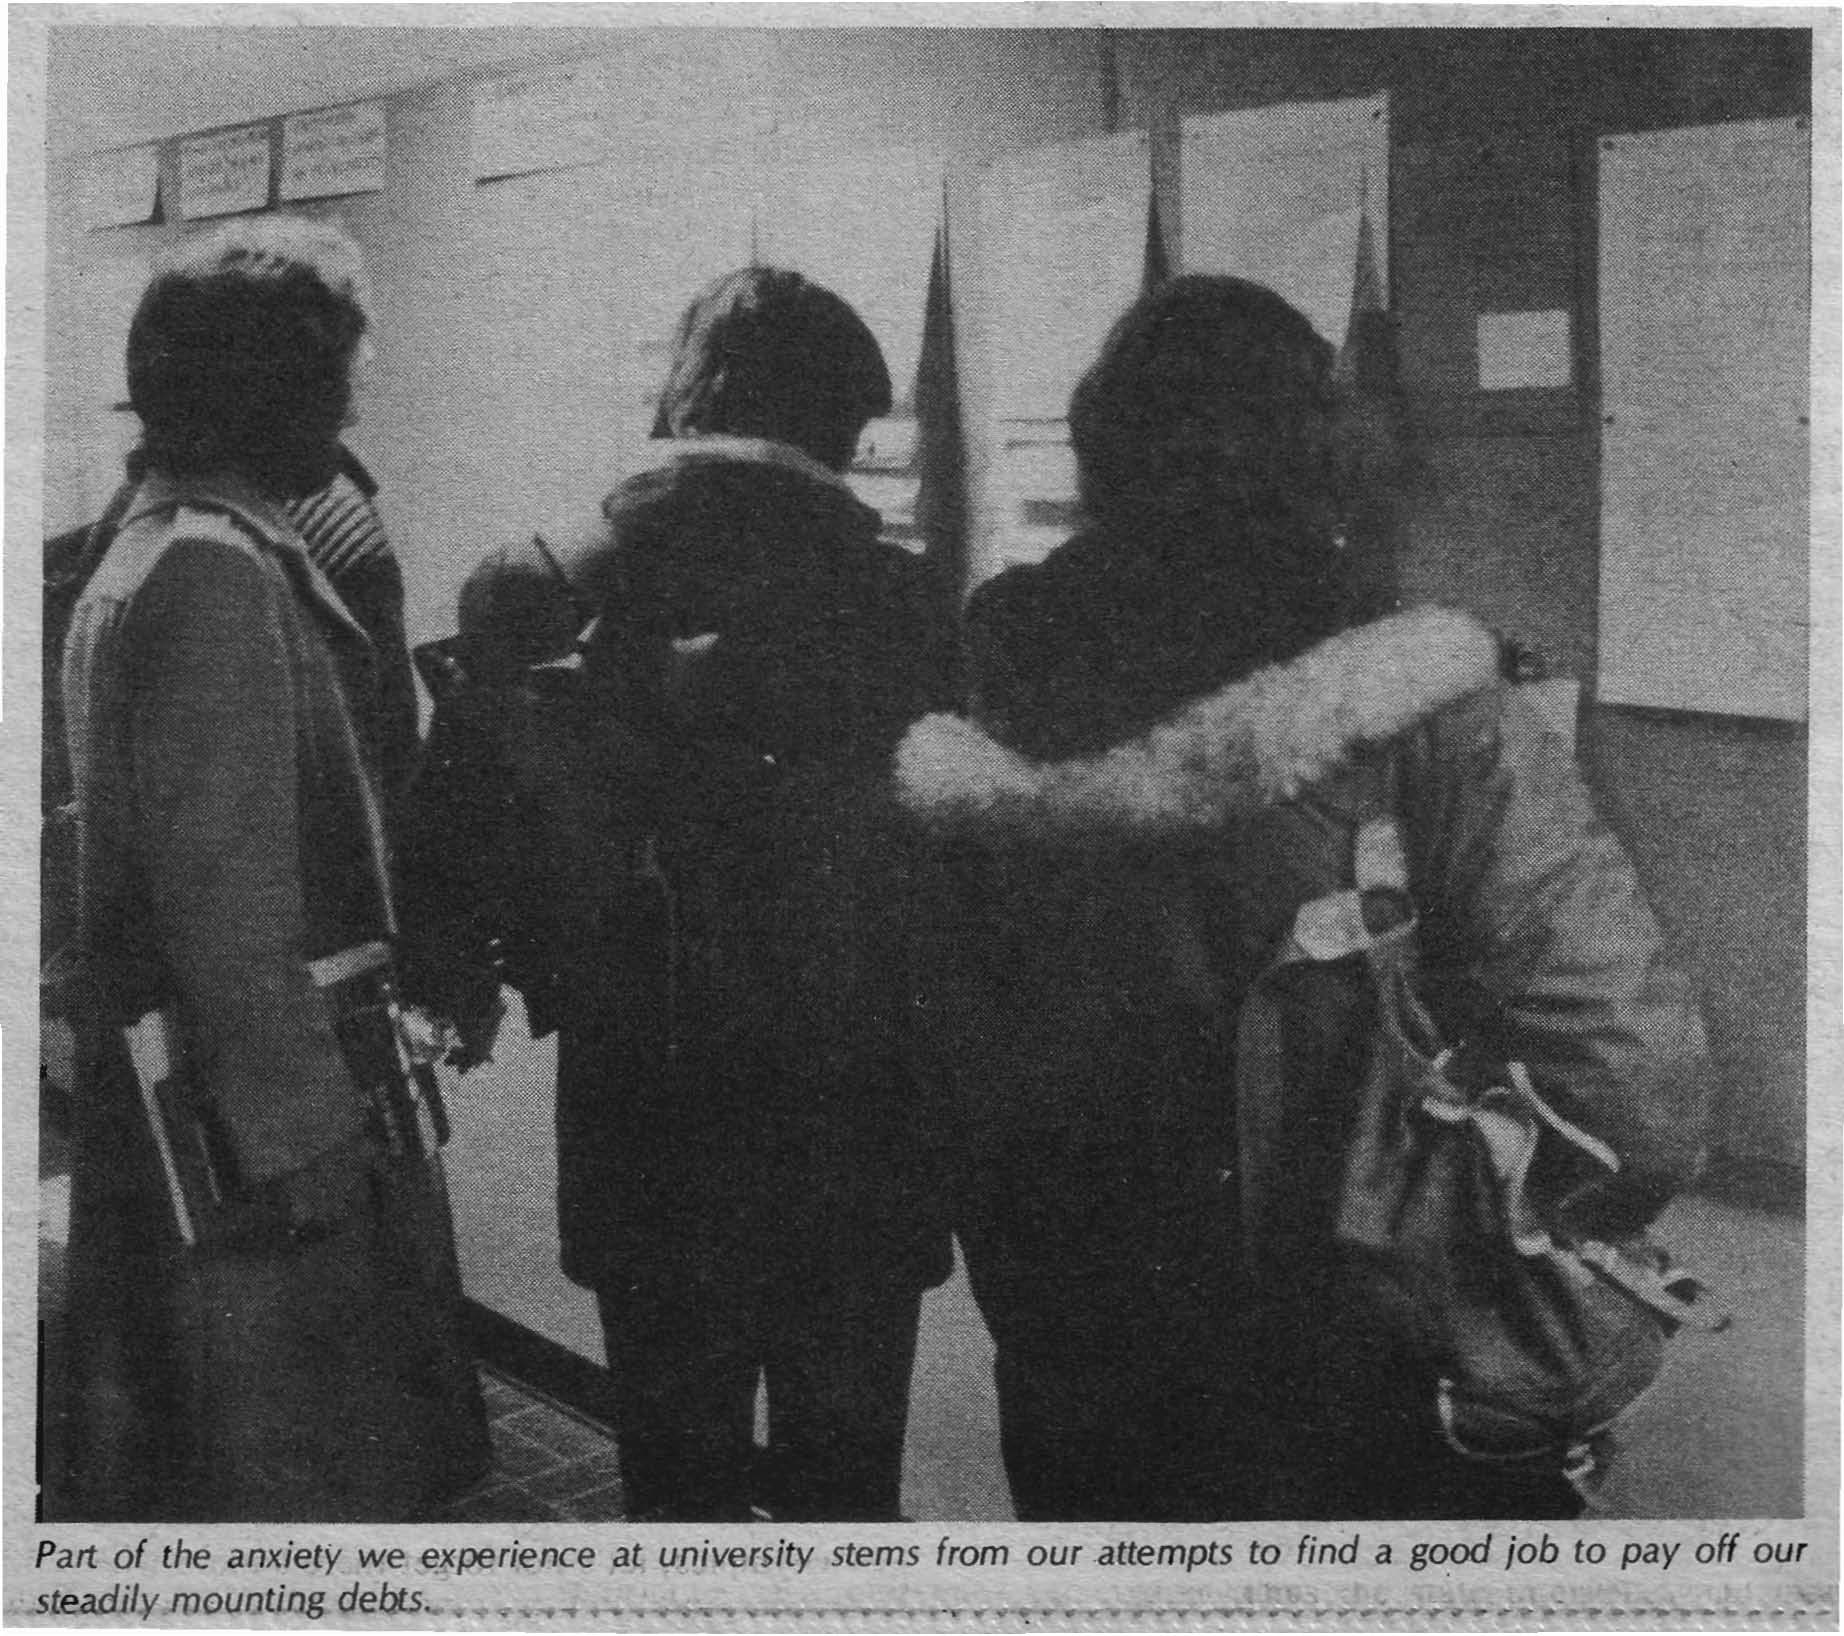 Part of the anxiety we experience at university stems from our attempts to find a good job to pay off our
steadily mounting debts.